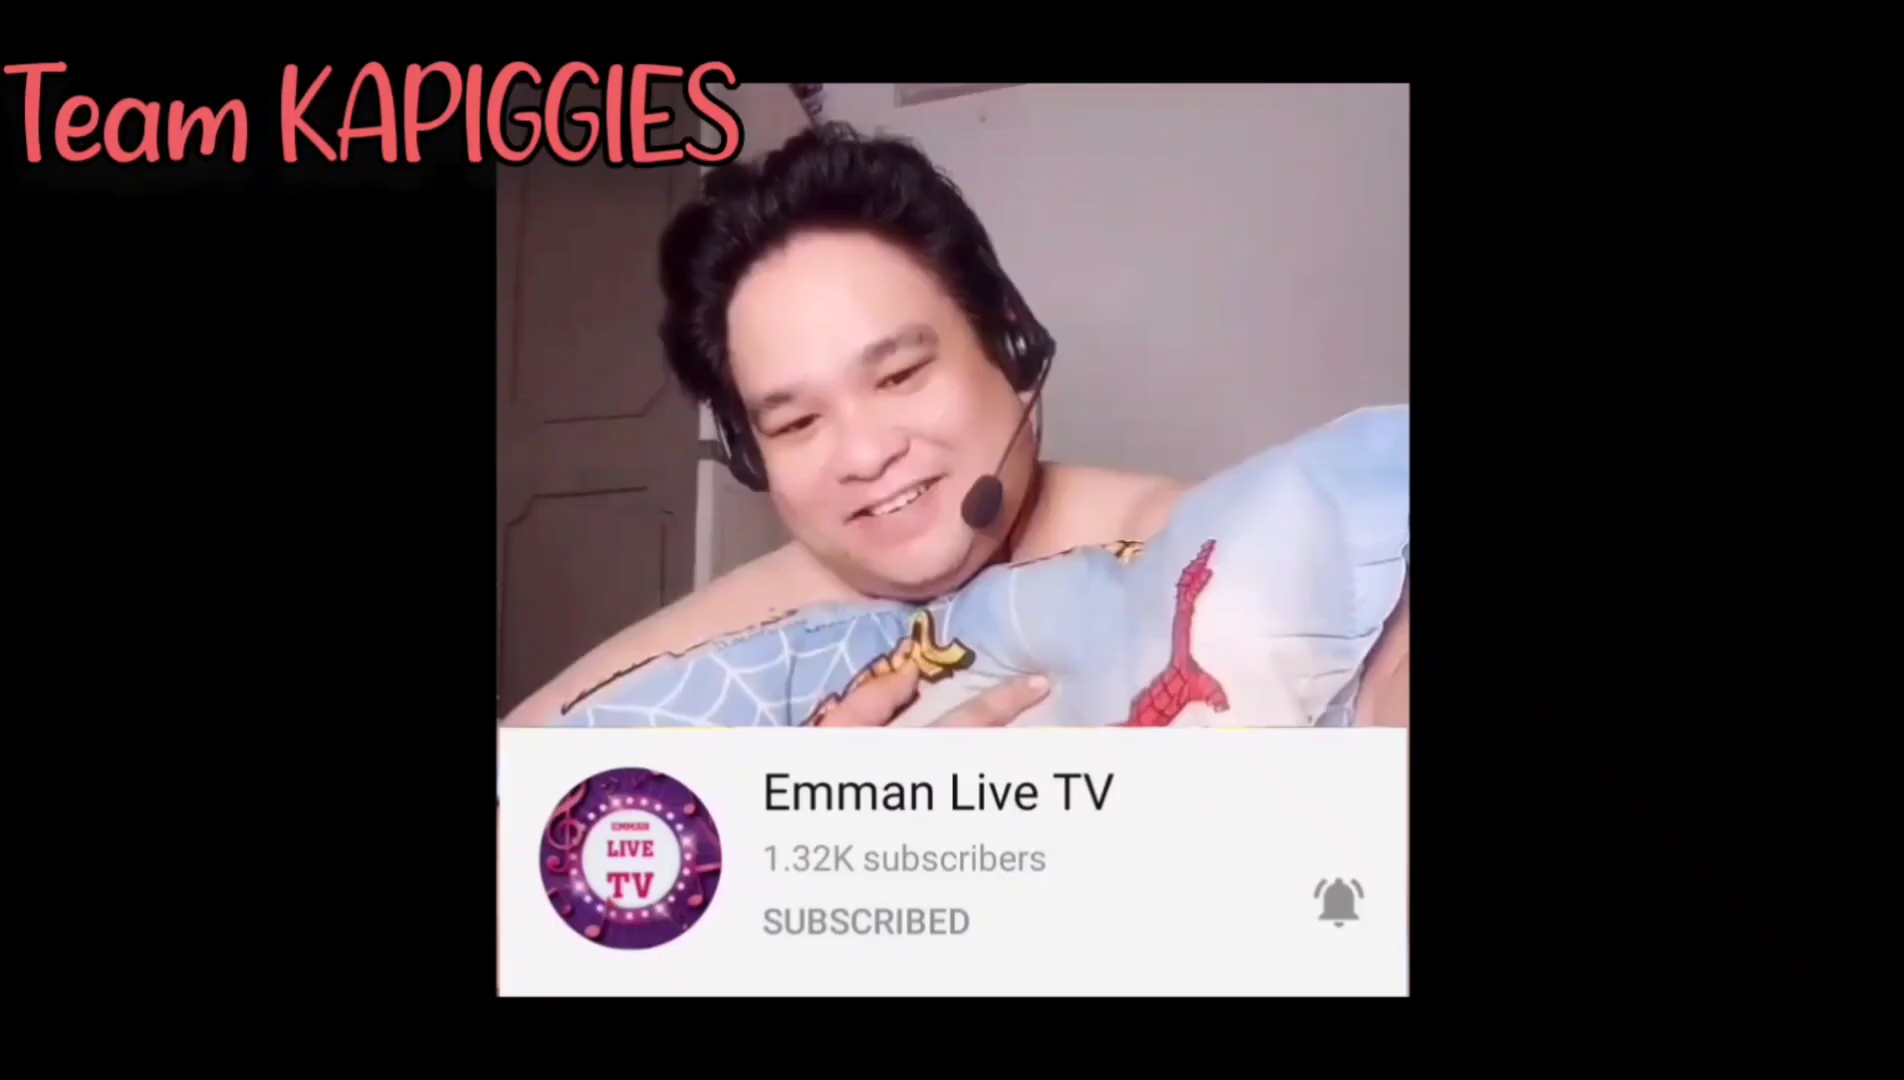 Team KAPIGGIES
Emman Live TV
EMMAN
LIVE
TV
1.32K subscribers
SUBSCRIBED